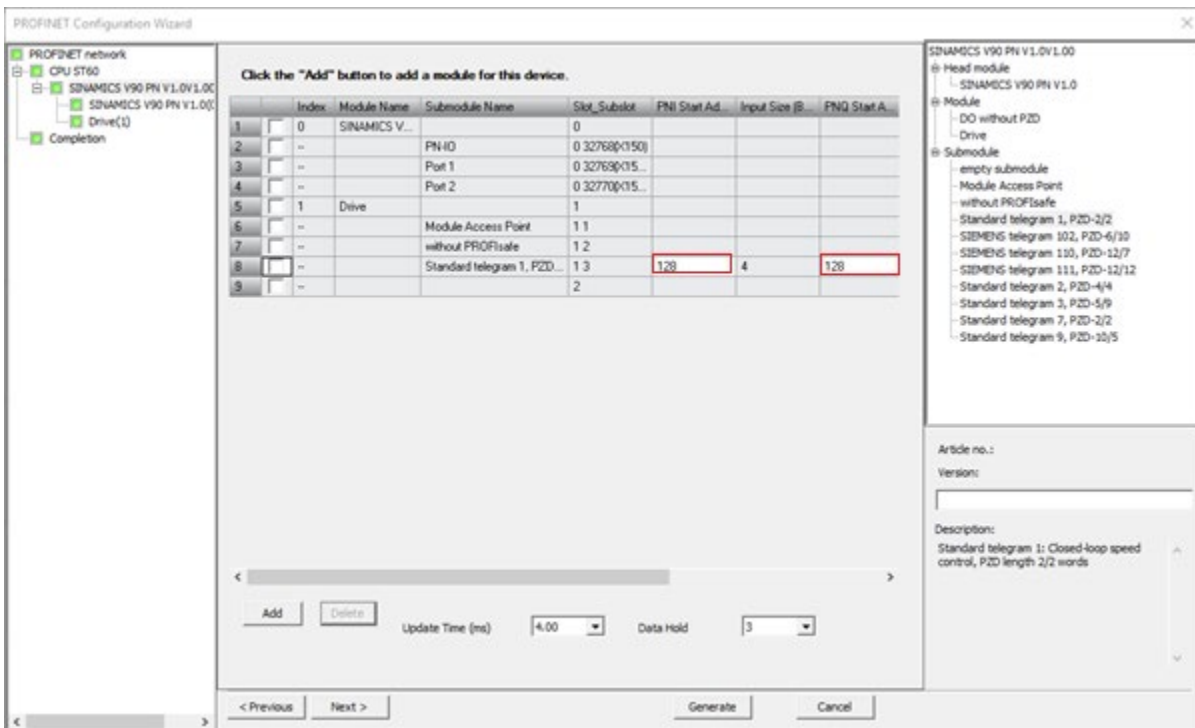 PROFINET Configuration Wizard
PROFINET network
CPU ST60
SINAMICS V90 PN V1.0V1.0C
SINAMICS V90 PN V1.0(
Drive(1)
Completion
Click the "Add" button to add a module for this device.
Index Module Name Submodule Name Slot_Subslot PNI Start Ad... Input Size (B... PNQ Start A...
1 0 SINAMICS V... 0
2 -- PN-IO 0 32768(X150)
3 -- Port 1 0 32769(X15...
4 -- Port 2 0 32770(X15...
5 1 Drive 1
6 -- Module Access Point 1 1
7 -- without PROFIsafe 1 2
8 -- Standard telegram 1, PZD... 1 3 128 4 128
9 -- 2
Add Delete Update Time (ms) 4.00 Data Hold 3
< Previous Next > Generate Cancel
SINAMICS V90 PN V1.0V1.00
Head module
SINAMICS V90 PN V1.0
Module
DO without PZD
Drive
Submodule
empty submodule
Module Access Point
without PROFIsafe
Standard telegram 1, PZD-2/2
SIEMENS telegram 102, PZD-6/10
SIEMENS telegram 110, PZD-12/7
SIEMENS telegram 111, PZD-12/12
Standard telegram 2, PZD-4/4
Standard telegram 3, PZD-5/9
Standard telegram 7, PZD-2/2
Standard telegram 9, PZD-10/5
Article no.:
Version:
Description:
Standard telegram 1: Closed-loop speed
control, PZD length 2/2 words